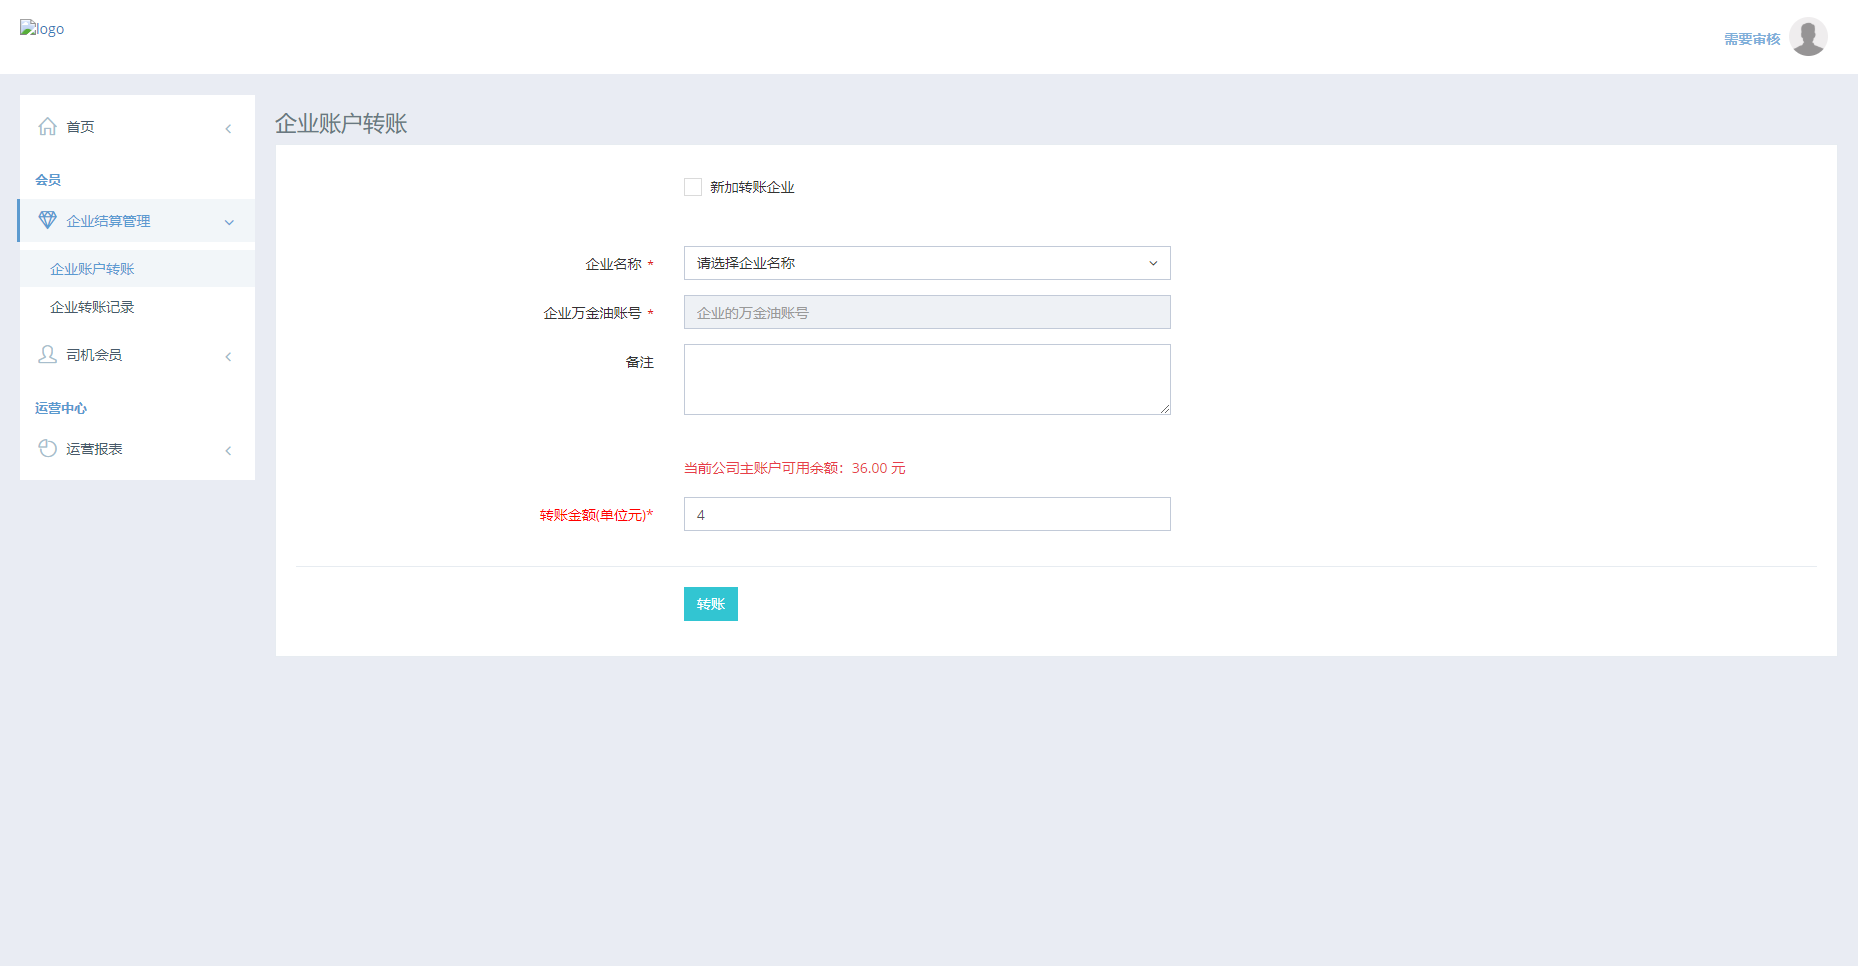 logo
需要审核
首页
会员
企业结算管理
企业账户转账
企业转账记录
司机会员
运营中心
运营报表
企业账户转账
新加转账企业
企业名称 *
请选择企业名称
企业万金油账号 *
企业的万金油账号
备注
当前公司主账户可用余额：36.00 元
转账金额(单位元)*
4
转账